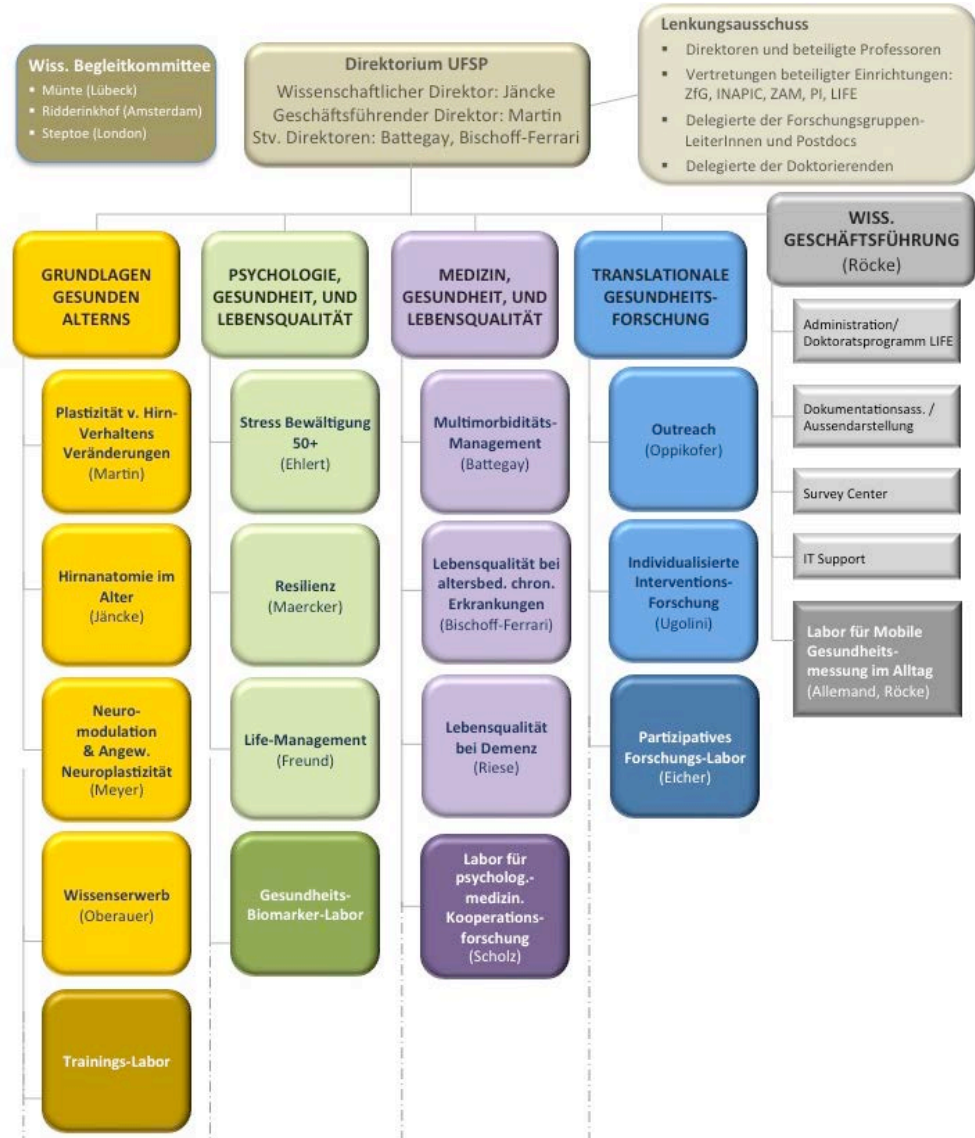 Wiss. Begleitkommittee
▪ Münte (Lübeck)
▪ Ridderinkhof (Amsterdam)
▪ Steptoe (London)
Direktorium UFSP
Wissenschaftlicher Direktor: Jäncke
Geschäftsführender Direktor: Martin
Stv. Direktoren: Battegay, Bischoff-Ferrari
Lenkungsausschuss
▪ Direktoren und beteiligte Professoren
▪ Vertretungen beteiligter Einrichtungen:
ZfG, INAPIC, ZAM, PI, LIFE
▪ Delegierte der Forschungsgruppen-
LeiterInnen und Postdocs
▪ Delegierte der Doktorierenden
GRUNDLAGEN
GESUNDEN
ALTERNS
Plastizität v. Hirn-
Verhaltens
Veränderungen
(Martin)
Hirnanatomie im
Alter
(Jäncke)
Neuro-
modulation
& Angew.
Neuroplastizität
(Meyer)
Wissenserwerb
(Oberauer)
Trainings-Labor
PSYCHOLOGIE,
GESUNDHEIT, UND
LEBENSQUALITÄT
Stress Bewältigung
50+
(Ehlert)
Resilienz
(Maercker)
Life-Management
(Freund)
Gesundheits-
Biomarker-Labor
MEDIZIN,
GESUNDHEIT, UND
LEBENSQUALITÄT
Multimorbiditäts-
Management
(Battegay)
Lebensqualität bei
altersbed. chron.
Erkrankungen
(Bischoff-Ferrari)
Lebensqualität
bei Demenz
(Riese)
Labor für
psycholog.-
medizin.
Kooperations-
forschung
(Scholz)
TRANSLATIONALE
GESUNDHEITS-
FORSCHUNG
Outreach
(Oppikofer)
Individualisierte
Interventions-
Forschung
(Ugolini)
Partizipatives
Forschungs-Labor
(Eicher)
WISS.
GESCHÄFTSFÜHRUNG
(Röcke)
Administration/
Doktoratsprogramm LIFE
Dokumentationsass. /
Aussendarstellung
Survey Center
IT Support
Labor für Mobile
Gesundheits-
messung im Alltag
(Allemand, Röcke)